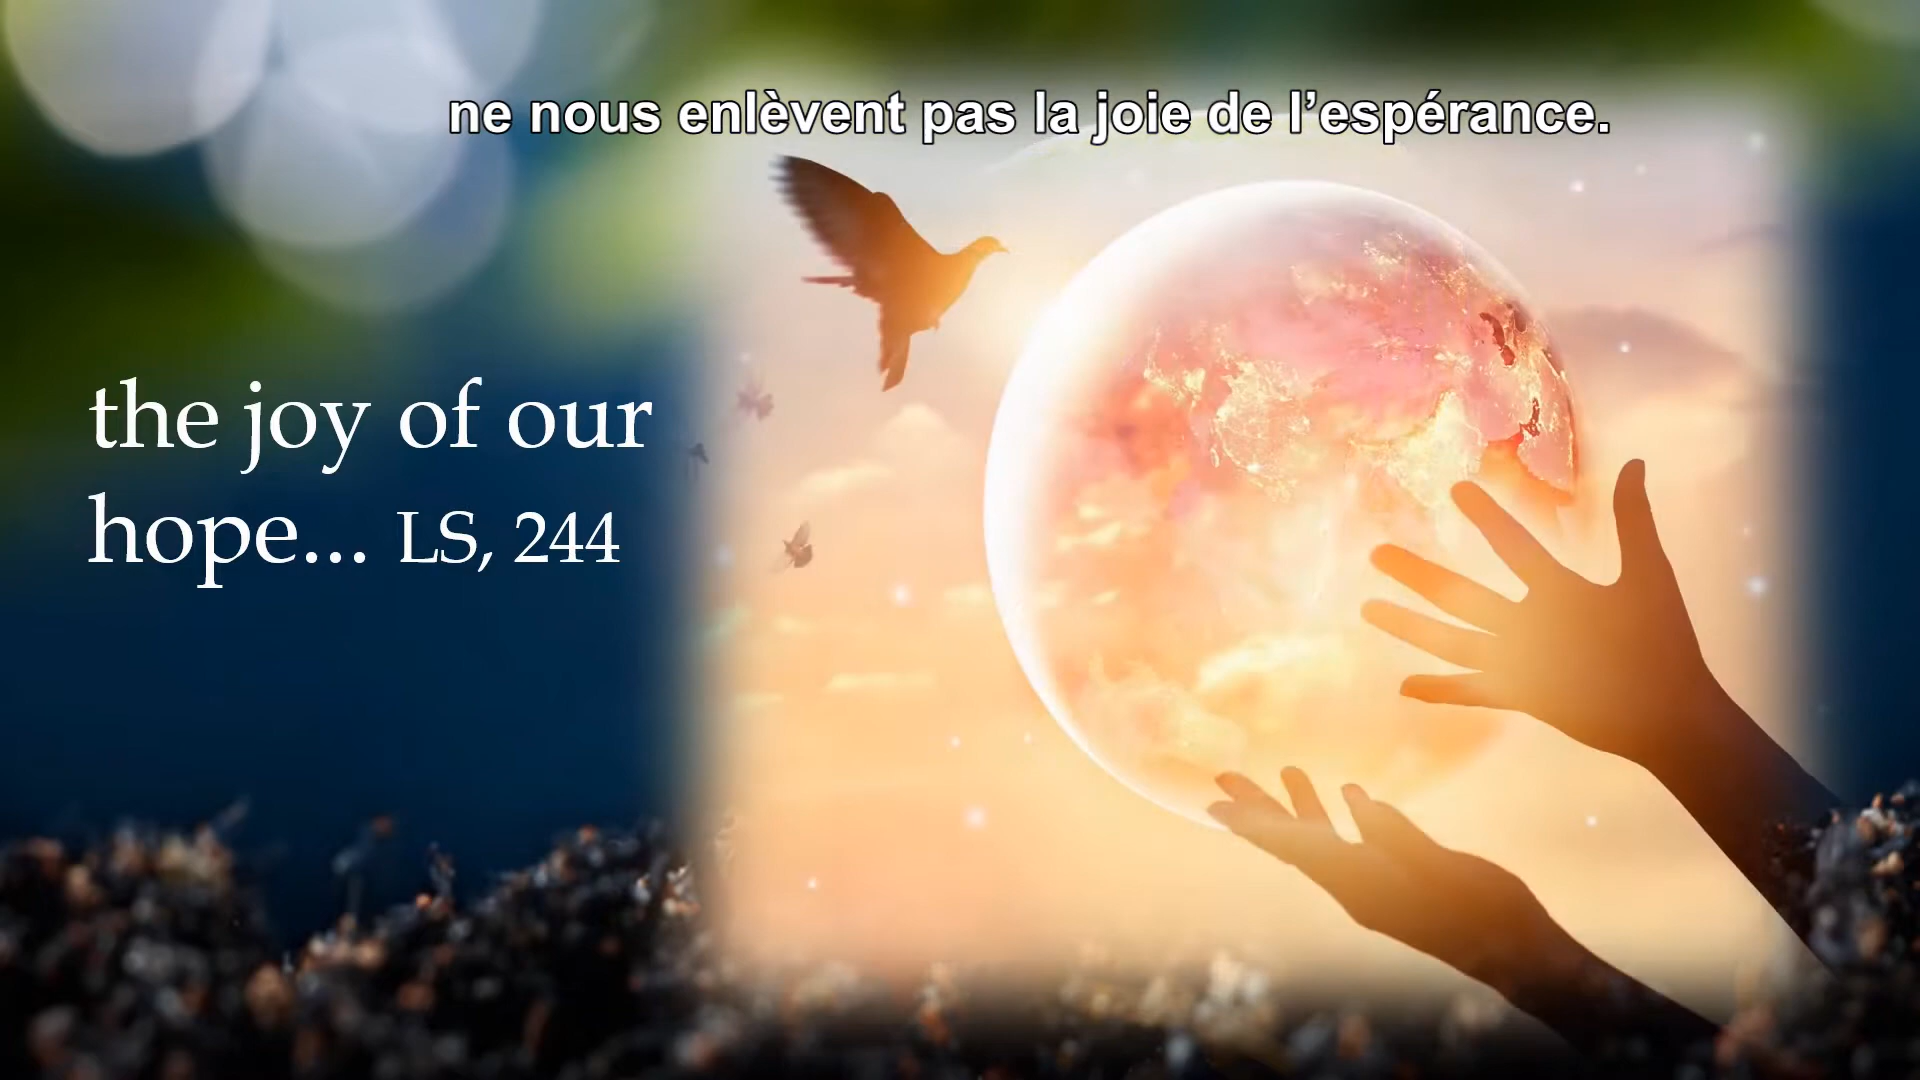 ne nous enlèvent pas la joie de l’espérance.
the joy of our
hope... LS, 244